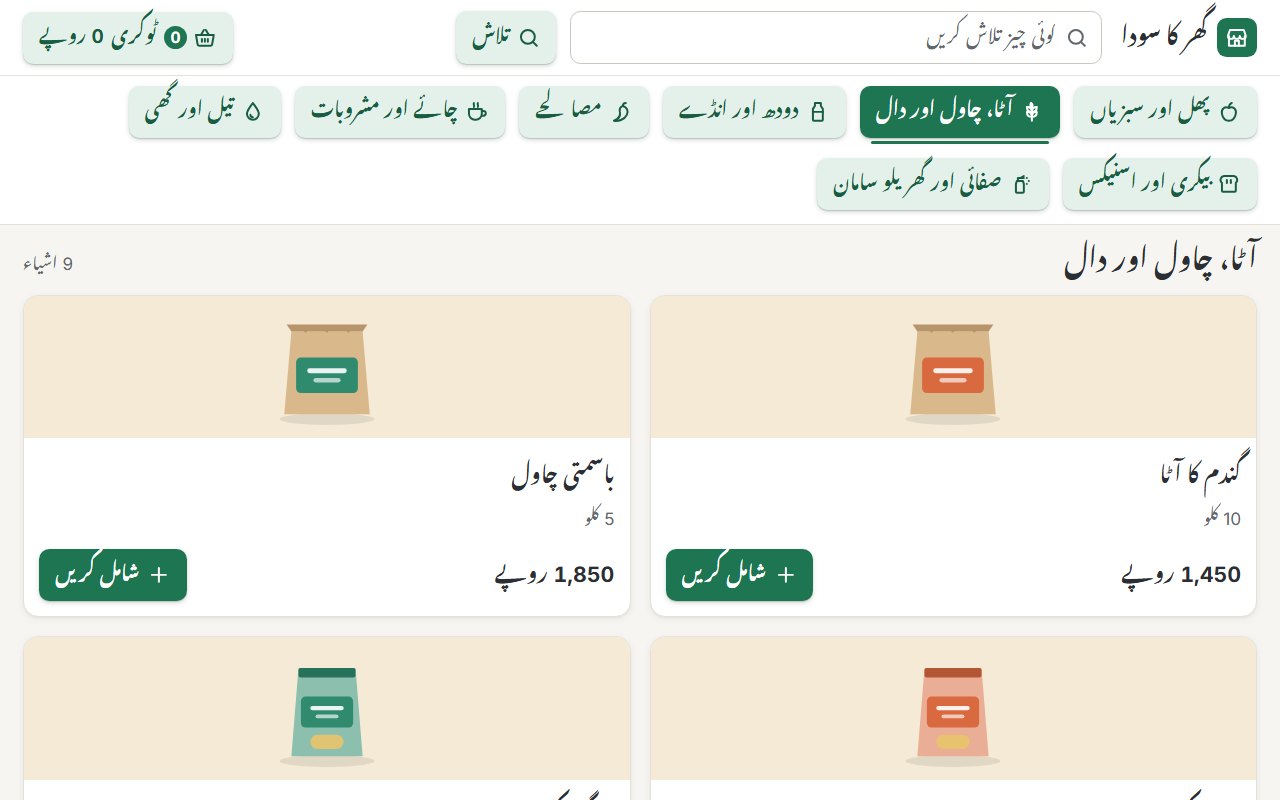 گھر کا سودا
کوئی چیز تلاش کریں
تلاش
0 ٹوکری 0 روپے
پھل اور سبزیاں
آٹا، چاول اور دال
دودھ اور انڈے
مصالحے
چائے اور مشروبات
تیل اور گھی
بیکری اور اسنیکس
صفائی اور گھریلو سامان
آٹا، چاول اور دال
9 اشیاء
گندم کا آٹا
10 کلو
1,450 روپے
شامل کریں
باسمتی چاول
5 کلو
1,850 روپے
شامل کریں